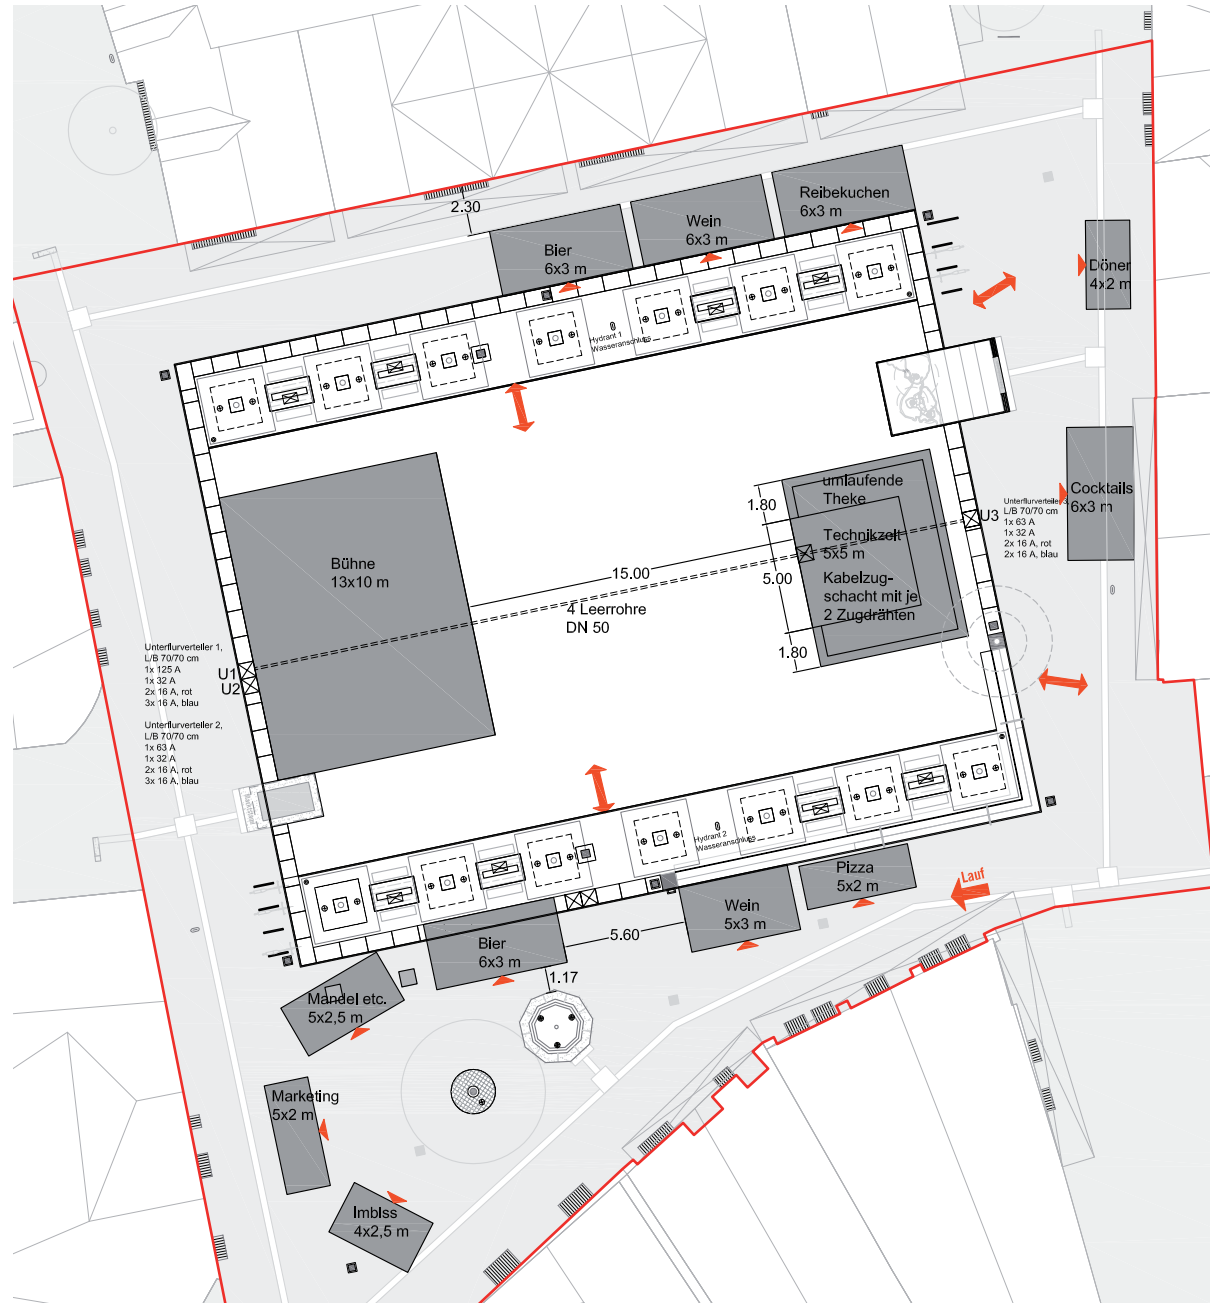 2.30
Reibekuchen
6x3 m
Wein
6x3 m
Bier
6x3 m
Döner
4x2 m
Hydrant 1
Wasseranschluss
Cocktails
6x3 m
umlaufende
Theke
1.80
Technikzelt
5x5 m
5.00
Kabelzug-
schacht mit je
2 Zugdrähten
1.80
U3
Unterflurverteiler 3,
L/B 70/70 cm
1x 63 A
1x 32 A
2x 16 A, rot
2x 16 A, blau
Bühne
13x10 m
15.00
4 Leerrohre
DN 50
Unterflurverteiler 1,
L/B 70/70 cm
1x 125 A
1x 32 A
2x 16 A, rot
3x 16 A, blau
U1
U2
Unterflurverteiler 2,
L/B 70/70 cm
1x 63 A
1x 32 A
2x 16 A, rot
3x 16 A, blau
Hydrant 2
Wasseranschluss
Pizza
5x2 m
Lauf
Wein
5x3 m
5.60
Bier
6x3 m
1.17
Mandel etc.
5x2,5 m
Marketing
5x2 m
Imbiss
4x2,5 m